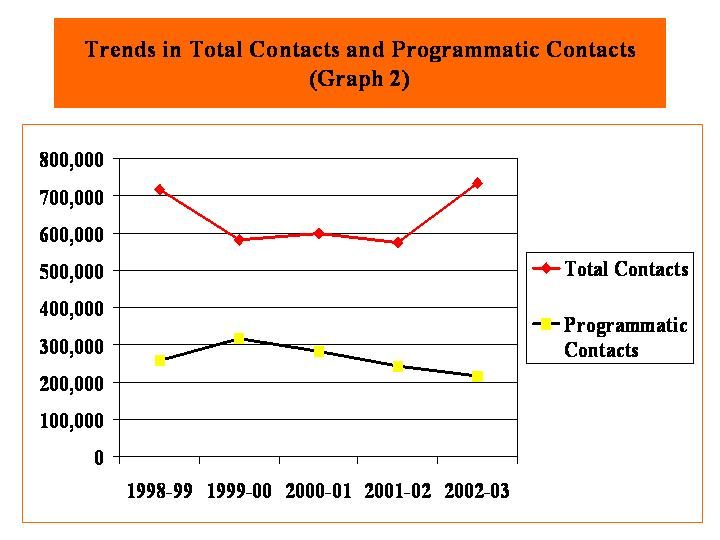 Trends in Total Contacts and Programmatic Contacts
(Graph 2)
800,000
700,000
600,000
500,000
400,000
300,000
200,000
100,000
0
1998-99 1999-00 2000-01 2001-02 2002-03
Total Contacts
Programmatic
Contacts